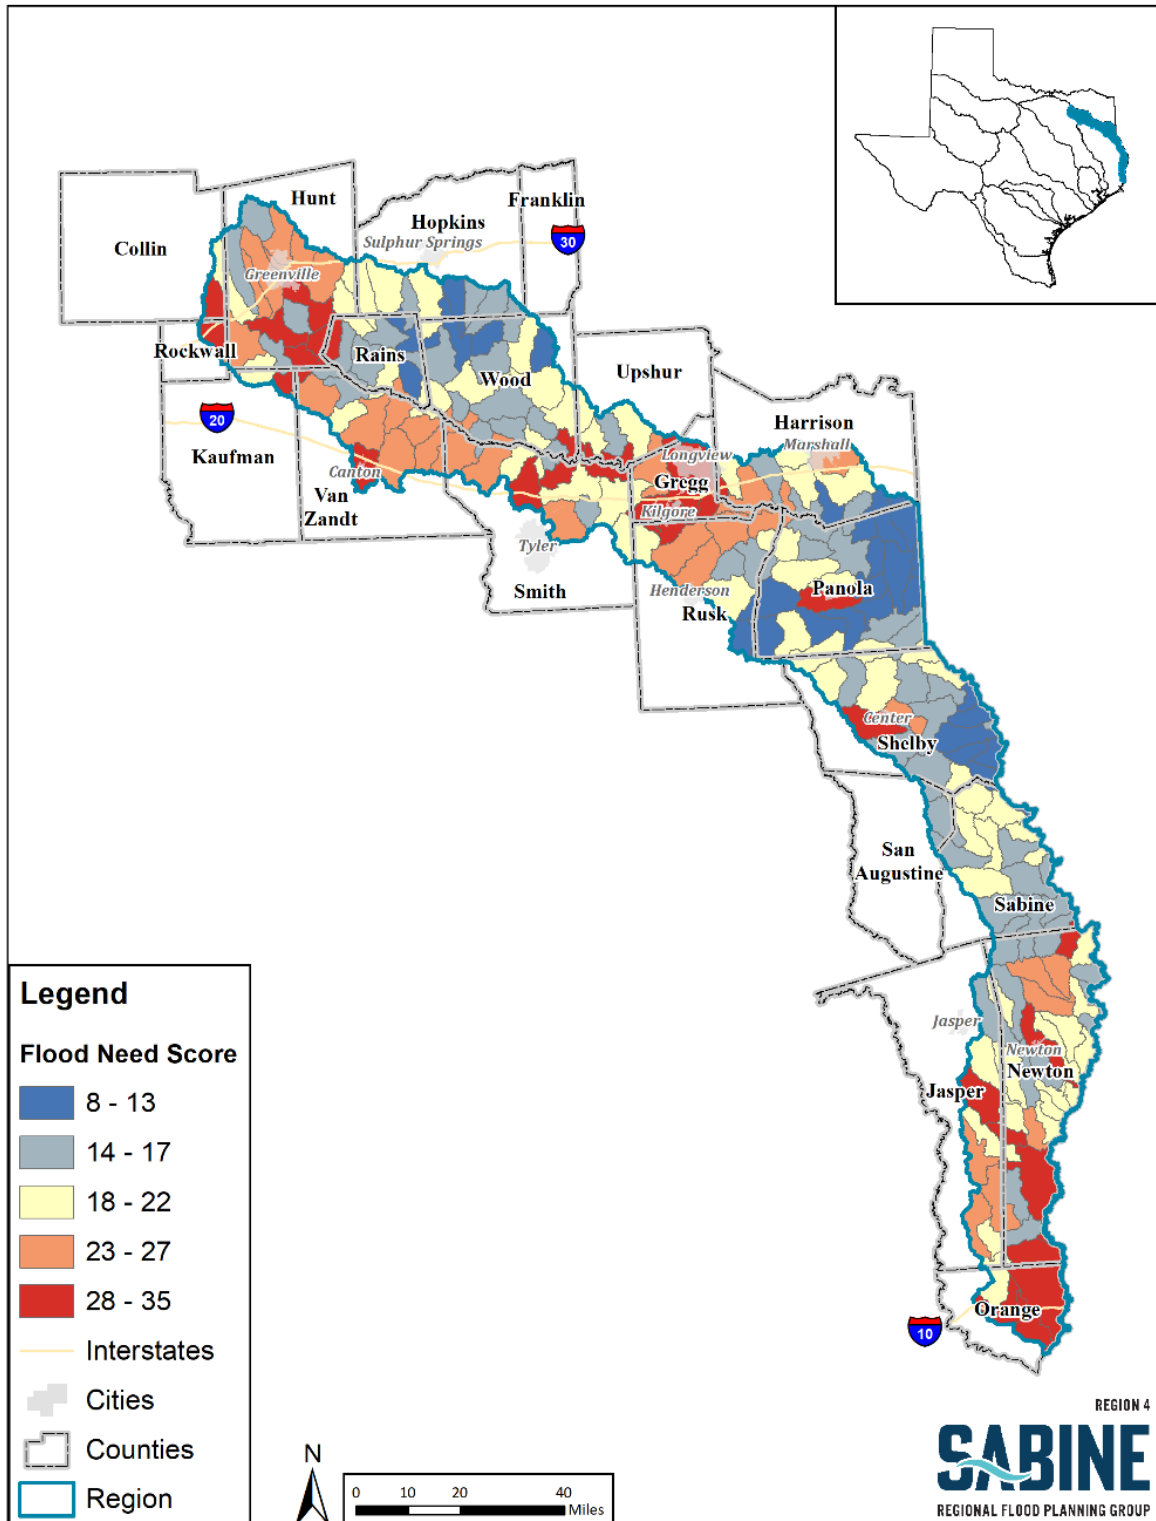 Hunt
Franklin
Hopkins
Sulphur Springs
30
Collin
Greenville
Rockwall
Rains
Wood
Upshur
20
Harrison
Marshall
Kaufman
Canton
Longview
Gregg
Van
Zandt
Kilgore
Tyler
Smith
Henderson
Rusk
Panola
Center
Shelby
San
Augustine
Sabine
Jasper
Newton
Newton
Jasper
Orange
10
Legend
Flood Need Score
8 - 13
14 - 17
18 - 22
23 - 27
28 - 35
Interstates
Cities
Counties
Region
N
0 10 20 40
Miles
REGION 4
SABINE
REGIONAL FLOOD PLANNING GROUP